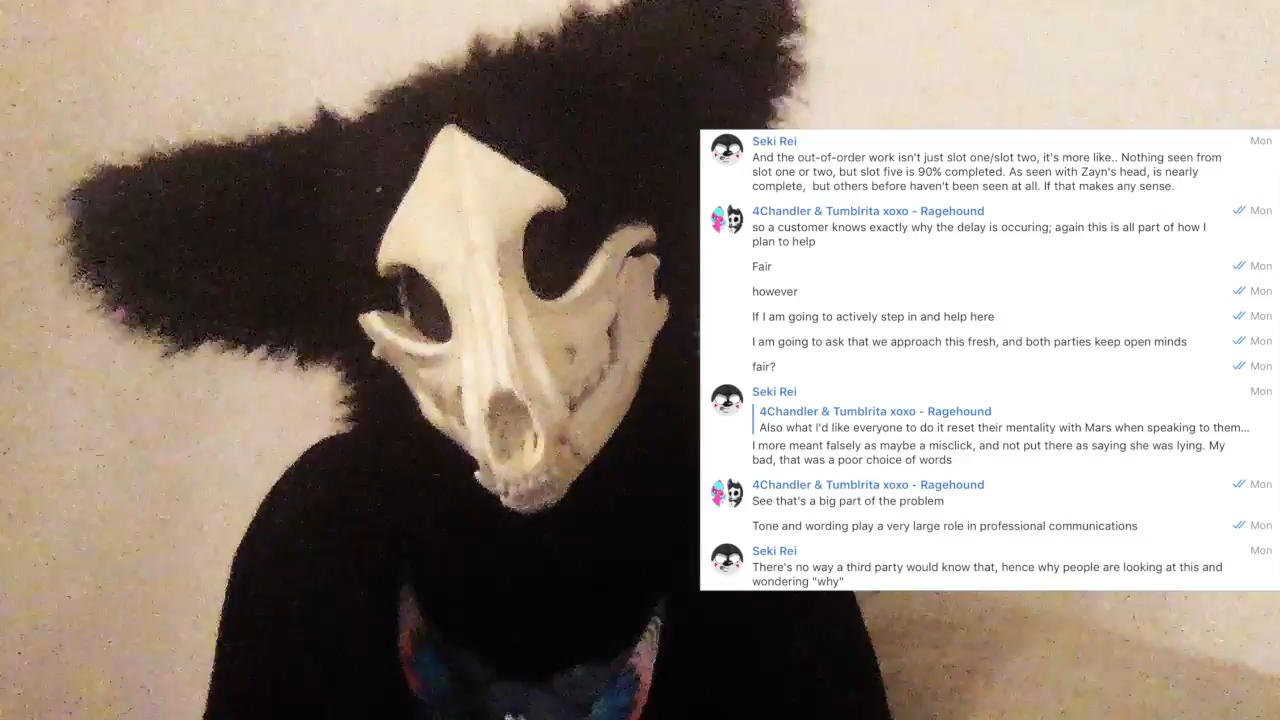 Seki Rei Mon
And the out-of-order work isn't just slot one/slot two, it's more like.. Nothing seen from
slot one or two, but slot five is 90% completed. As seen with Zayn's head, is nearly
complete, but others before haven't been seen at all. If that makes any sense.
4Chandler & Tumblrita xoxo - Ragehound Mon
so a customer knows exactly why the delay is occuring; again this is all part of how I
plan to help
Fair Mon
however Mon
If I am going to actively step in and help here Mon
I am going to ask that we approach this fresh, and both parties keep open minds Mon
fair? Mon
Seki Rei Mon
4Chandler & Tumblrita xoxo - Ragehound
Also what I'd like everyone to do it reset their mentality with Mars when speaking to them...
I more meant falsely as maybe a misclick, and not put there as saying she was lying. My
bad, that was a poor choice of words
4Chandler & Tumblrita xoxo - Ragehound Mon
See that's a big part of the problem
Tone and wording play a very large role in professional communications Mon
Seki Rei Mon
There's no way a third party would know that, hence why people are looking at this and
wondering "why"